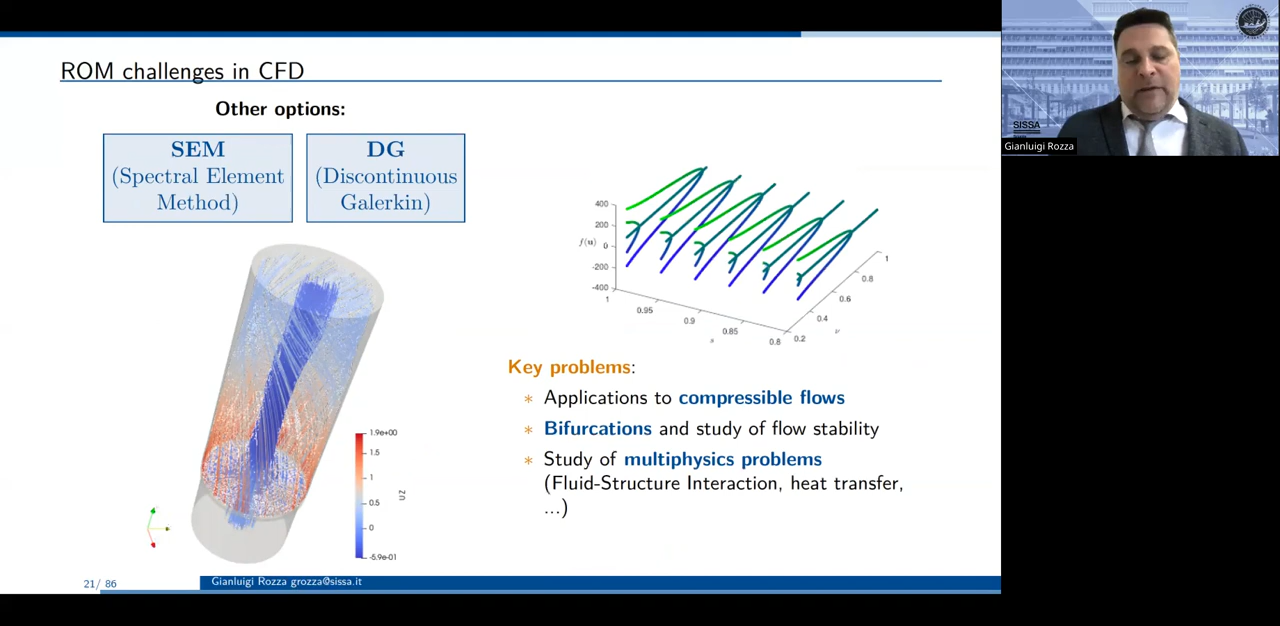 ROM challenges in CFD
Other options:
SEM
(Spectral Element
Method)
DG
(Discontinuous
Galerkin)
400
200
0
-200
-400
f(u)
1
0.95
0.9
0.85
0.8
s
0.2
0.4
0.6
0.8
1
ν
1.9e+00
1.5
1
0.5
0
-5.9e-01
UZ
Key problems:
* Applications to compressible flows
* Bifurcations and study of flow stability
* Study of multiphysics problems
(Fluid-Structure Interaction, heat transfer,
...)
21/ 86
Gianluigi Rozza grozza@sissa.it
SISSA
Gianluigi Rozza